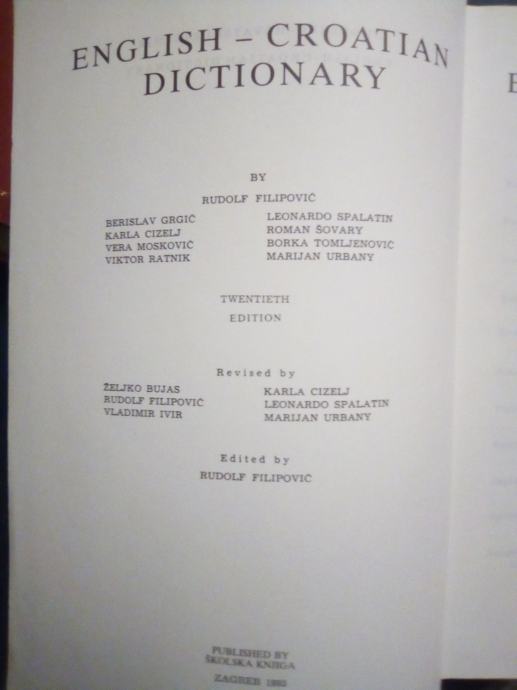 ENGLISH – CROATIAN
DICTIONARY
BY
RUDOLF FILIPOVIĆ
BERISLAV GRGIĆ
KARLA CIZELJ
VERA MOSKOVIĆ
VIKTOR RATNIK
LEONARDO SPALATIN
ROMAN ŠOVARY
BORKA TOMLJENOVIĆ
MARIJAN URBANY
TWENTIETH
EDITION
Revised by
ŽELJKO BUJAS
RUDOLF FILIPOVIĆ
VLADIMIR IVIR
KARLA CIZELJ
LEONARDO SPALATIN
MARIJAN URBANY
Edited by
RUDOLF FILIPOVIĆ
PUBLISHED BY
ŠKOLSKA KNJIGA
ZAGREB
E